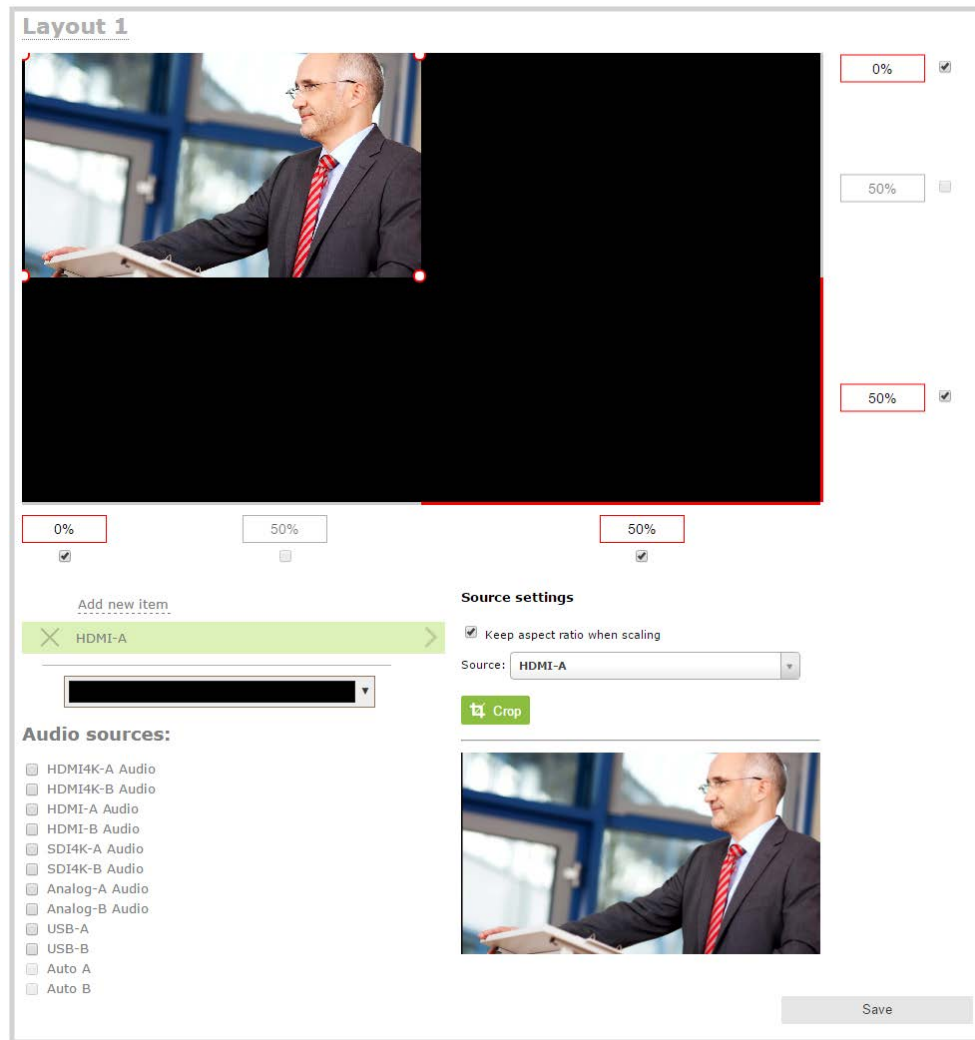 Layout 1
0%
50%
50%
0%
50%
50%
Add new item
HDMI-A
Source settings
Keep aspect ratio when scaling
Source: HDMI-A
Crop
Audio sources:
HDMI4K-A Audio
HDMI4K-B Audio
HDMI-A Audio
HDMI-B Audio
SDI4K-A Audio
SDI4K-B Audio
Analog-A Audio
Analog-B Audio
USB-A
USB-B
Auto A
Auto B
Save